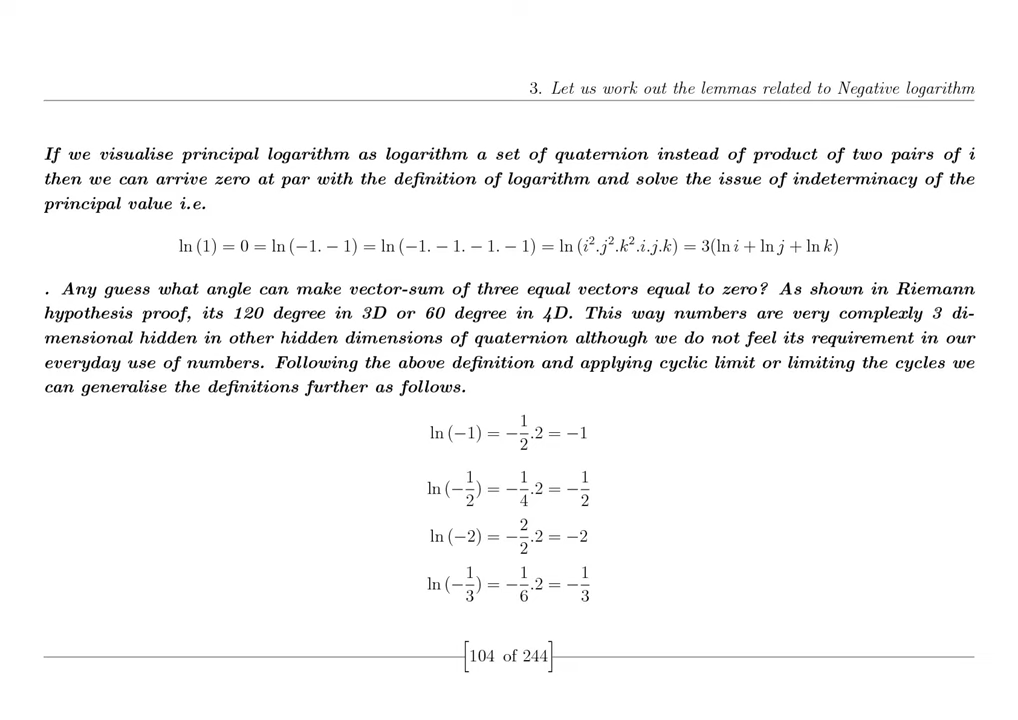 3. Let us work out the lemmas related to Negative logarithm
If we visualise principal logarithm as logarithm a set of quaternion instead of product of two pairs of i
then we can arrive zero at par with the definition of logarithm and solve the issue of indeterminacy of the
principal value i.e.
ln (1) = 0 = ln (−1. − 1) = ln (−1. − 1. − 1. − 1) = ln (i².j².k².i.j.k) = 3(ln i + ln j + ln k)
. Any guess what angle can make vector-sum of three equal vectors equal to zero? As shown in Riemann
hypothesis proof, its 120 degree in 3D or 60 degree in 4D. This way numbers are very complexly 3 di-
mensional hidden in other hidden dimensions of quaternion although we do not feel its requirement in our
everyday use of numbers. Following the above definition and applying cyclic limit or limiting the cycles we
can generalise the definitions further as follows.
ln (−1) = −1/2.2 = −1
ln (−1/2) = −1/4.2 = −1/2
ln (−2) = −2/2.2 = −2
ln (−1/3) = −1/6.2 = −1/3
[104 of 244]